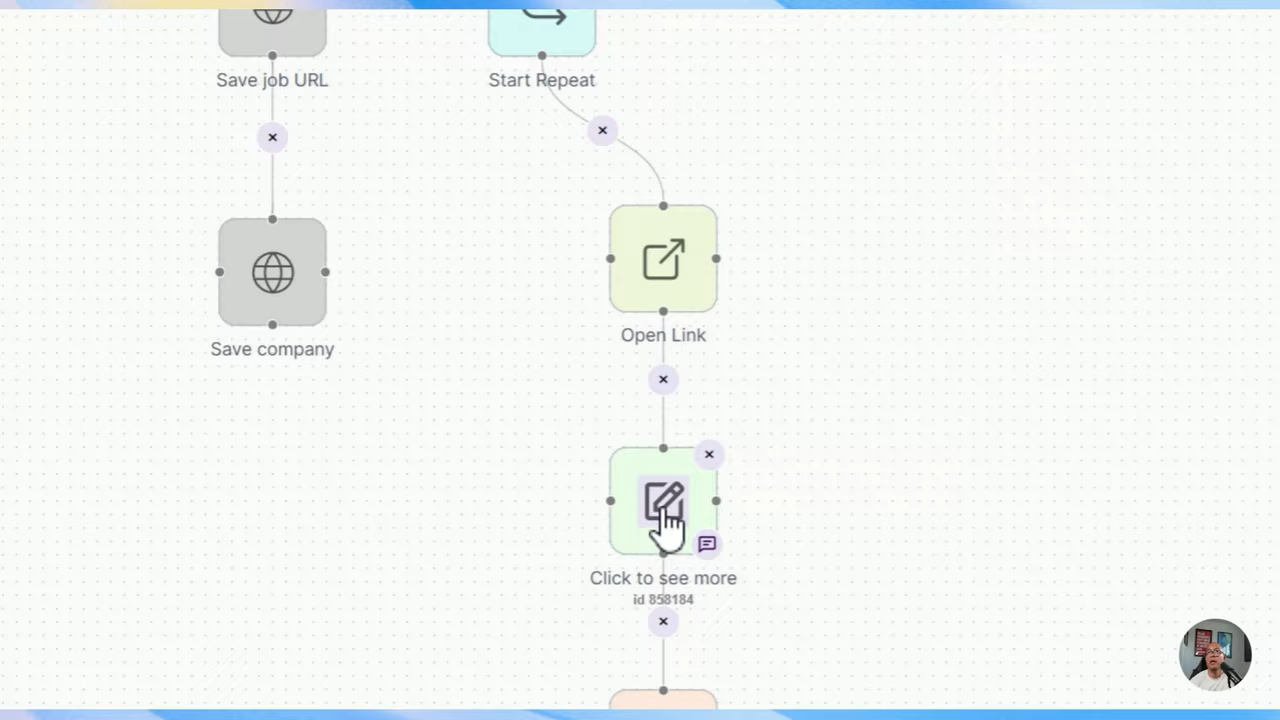 Save job URL
Start Repeat
Open Link
Save company
Click to see more
id 858184